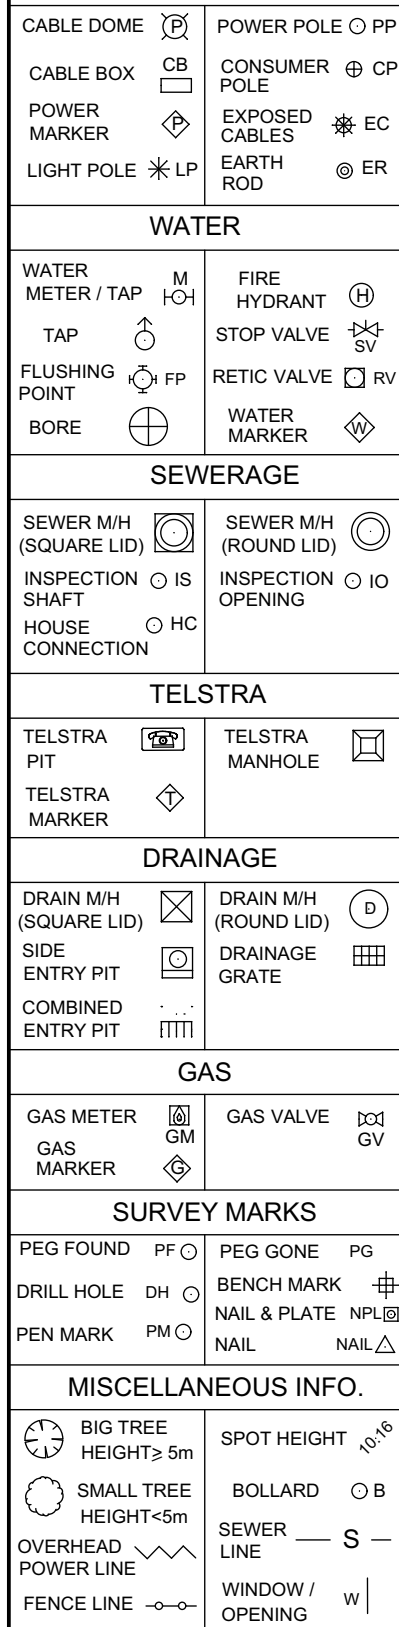 CABLE DOME P POWER POLE PP
CABLE BOX CB CONSUMER POLE CP
POWER MARKER P EXPOSED CABLES EC
LIGHT POLE LP EARTH ROD ER
WATER
WATER METER / TAP M FIRE HYDRANT H
TAP STOP VALVE SV
FLUSHING POINT FP RETIC VALVE RV
BORE WATER MARKER W
SEWERAGE
SEWER M/H (SQUARE LID) SEWER M/H (ROUND LID)
INSPECTION SHAFT IS INSPECTION OPENING IO
HOUSE CONNECTION HC
TELSTRA
TELSTRA PIT TELSTRA MANHOLE
TELSTRA MARKER T
DRAINAGE
DRAIN M/H (SQUARE LID) DRAIN M/H (ROUND LID) D
SIDE ENTRY PIT DRAINAGE GRATE
COMBINED ENTRY PIT
GAS
GAS METER GM GAS VALVE GV
GAS MARKER G
SURVEY MARKS
PEG FOUND PF PEG GONE PG
DRILL HOLE DH BENCH MARK
NAIL & PLATE NPL
PEN MARK PM NAIL NAIL
MISCELLANEOUS INFO.
BIG TREE HEIGHT≥ 5m SPOT HEIGHT 10:16
SMALL TREE HEIGHT<5m BOLLARD B
OVERHEAD POWER LINE SEWER LINE S
FENCE LINE WINDOW / OPENING W